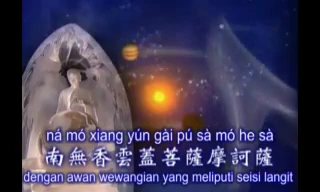 ná mó xiang yún gài pú sà mó he sà
南無香雲蓋菩薩摩訶薩
dengan awan wewangian yang meliputi seisi langit